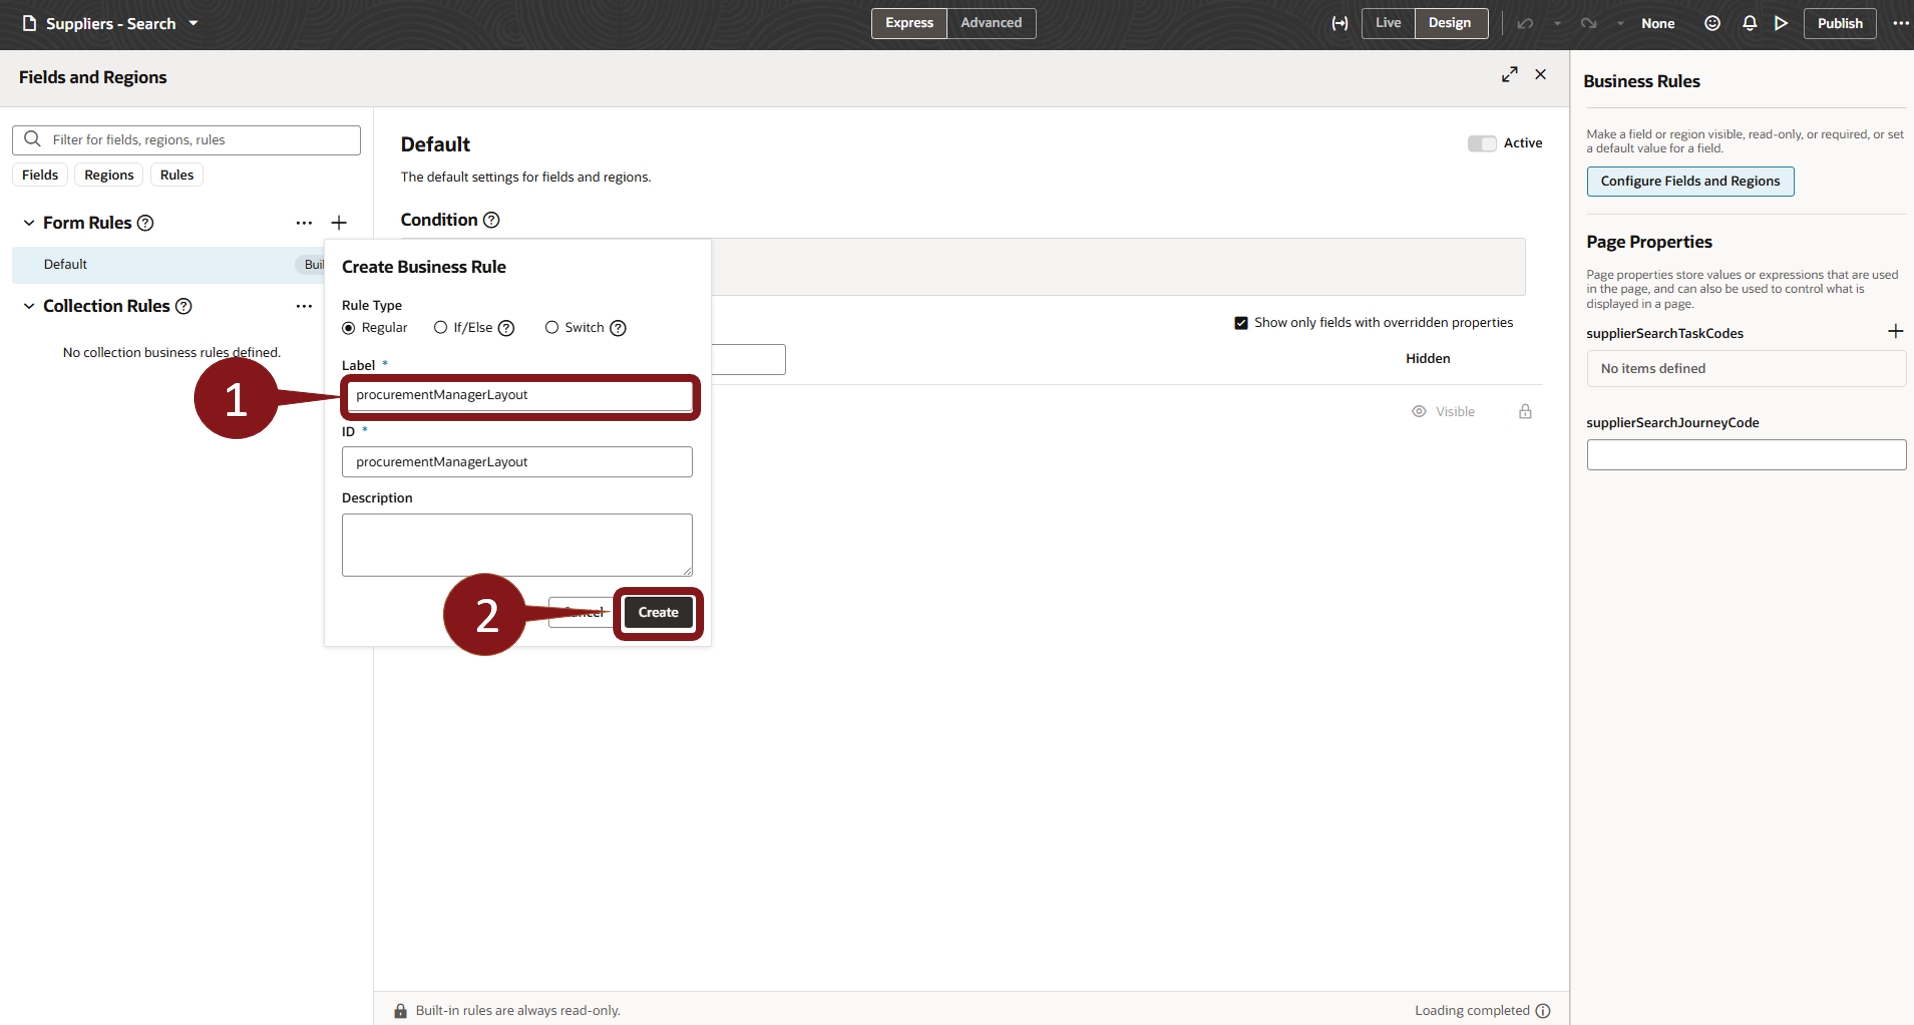 Suppliers - Search
Express
Advanced
Live
Design
None
Publish
Fields and Regions
Filter for fields, regions, rules
Fields
Regions
Rules
Form Rules
Default
Buil
Collection Rules
No collection business rules defined.
Default
Active
The default settings for fields and regions.
Condition
Show only fields with overridden properties
Hidden
Visible
Create Business Rule
Rule Type
Regular
If/Else
Switch
Label *
1
procurementManagerLayout
ID *
procurementManagerLayout
Description
2
Cancel
Create
Built-in rules are always read-only.
Loading completed
Business Rules
Make a field or region visible, read-only, or required, or set
a default value for a field.
Configure Fields and Regions
Page Properties
Page properties store values or expressions that are used
in the page, and can also be used to control what is
displayed in a page.
supplierSearchTaskCodes
No items defined
supplierSearchJourneyCode